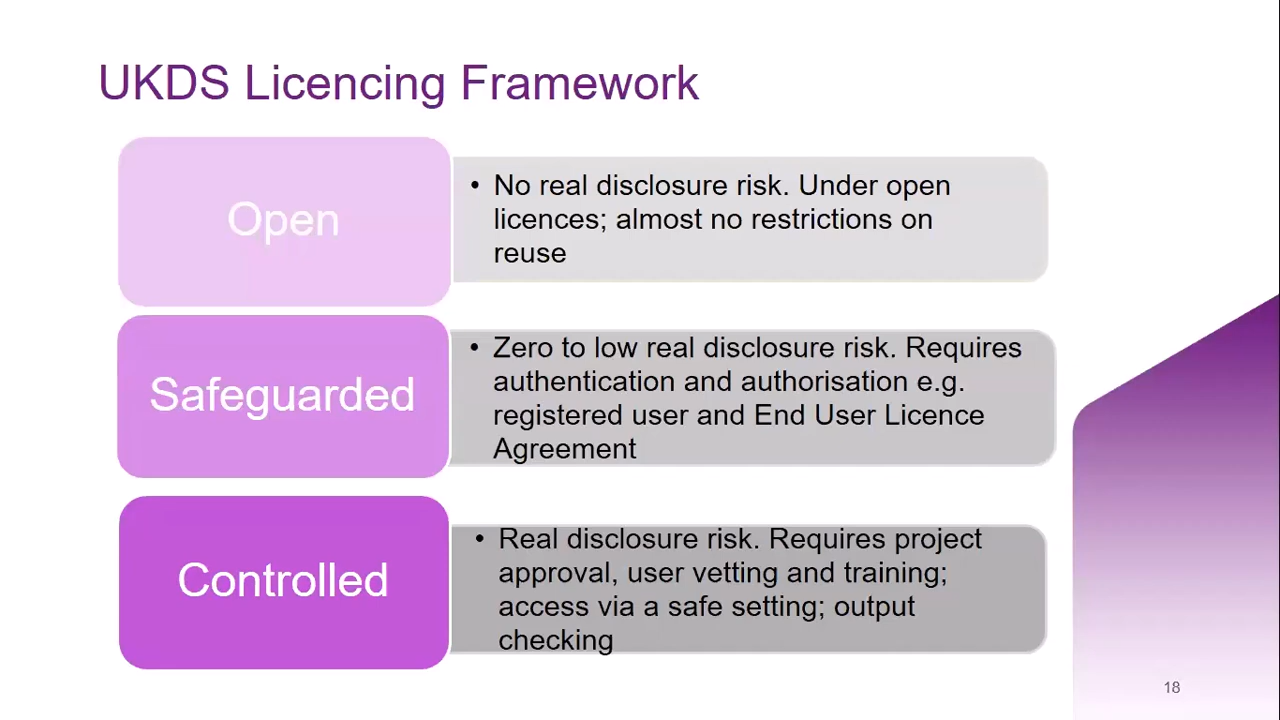 UKDS Licencing Framework
Open
• No real disclosure risk. Under open
licences; almost no restrictions on
reuse
Safeguarded
• Zero to low real disclosure risk. Requires
authentication and authorisation e.g.
registered user and End User Licence
Agreement
Controlled
• Real disclosure risk. Requires project
approval, user vetting and training;
access via a safe setting; output
checking
18